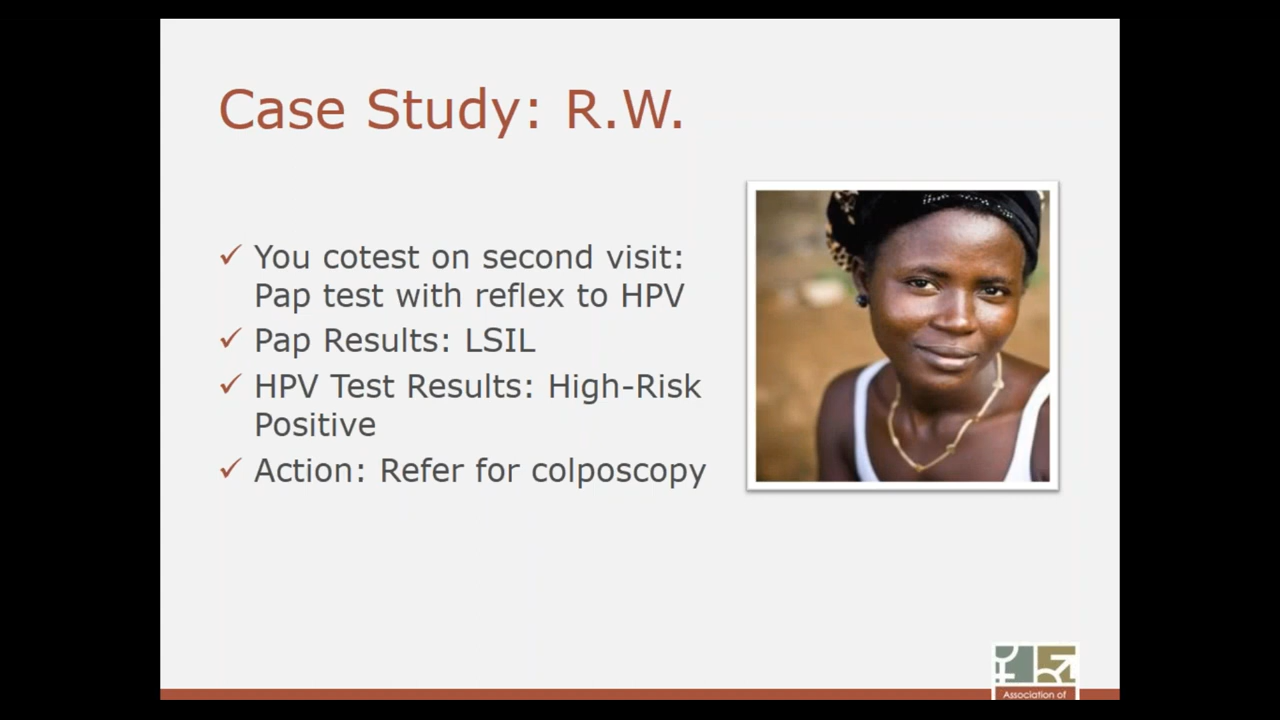 Case Study: R.W.
You cotest on second visit:
Pap test with reflex to HPV
Pap Results: LSIL
HPV Test Results: High-Risk
Positive
Action: Refer for colposcopy
Association of